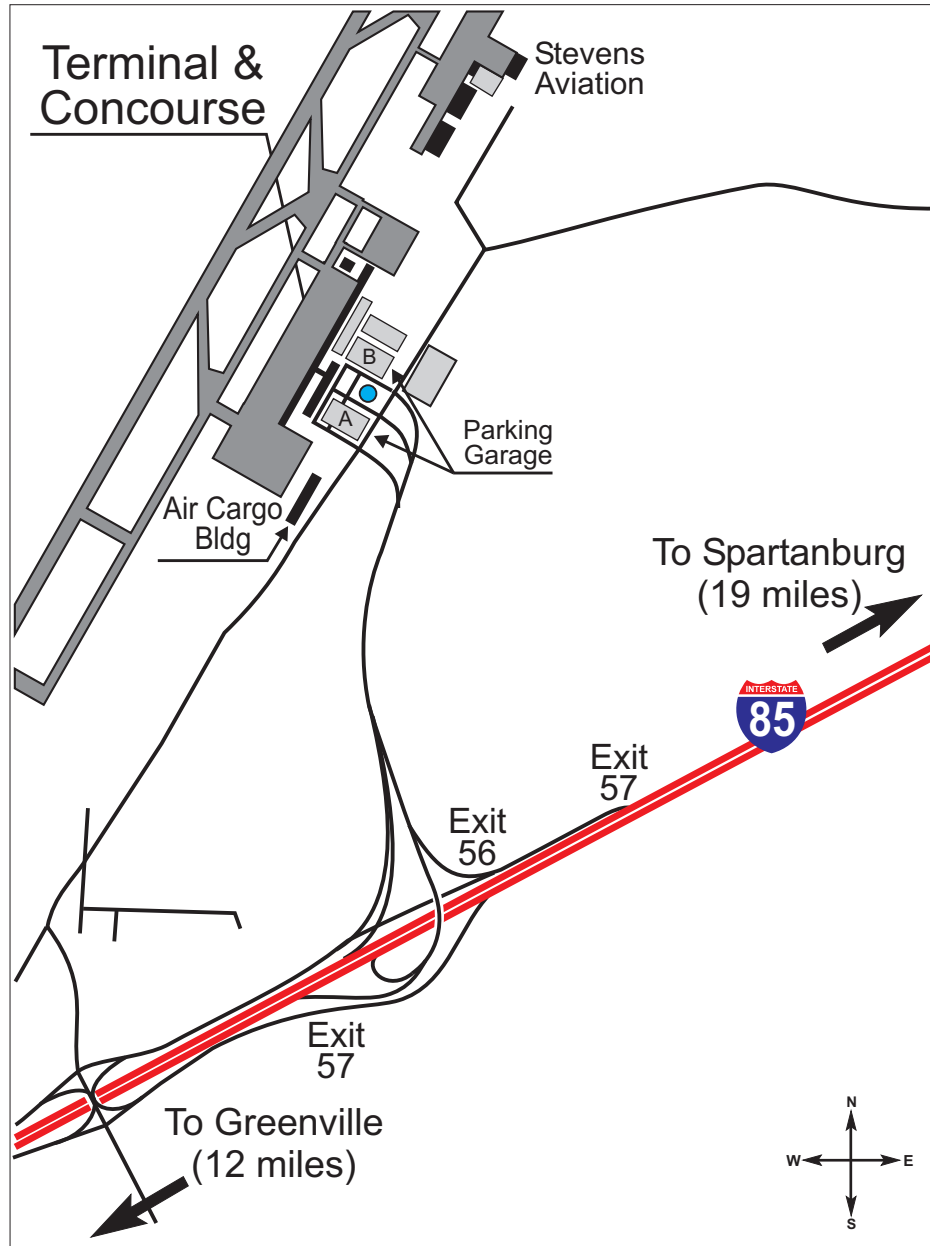 Terminal &
Concourse
Stevens
Aviation
B
A
Parking
Garage
Air Cargo
Bldg
To Spartanburg
(19 miles)
INTERSTATE
85
Exit
57
Exit
56
Exit
57
To Greenville
(12 miles)
N
W
E
S